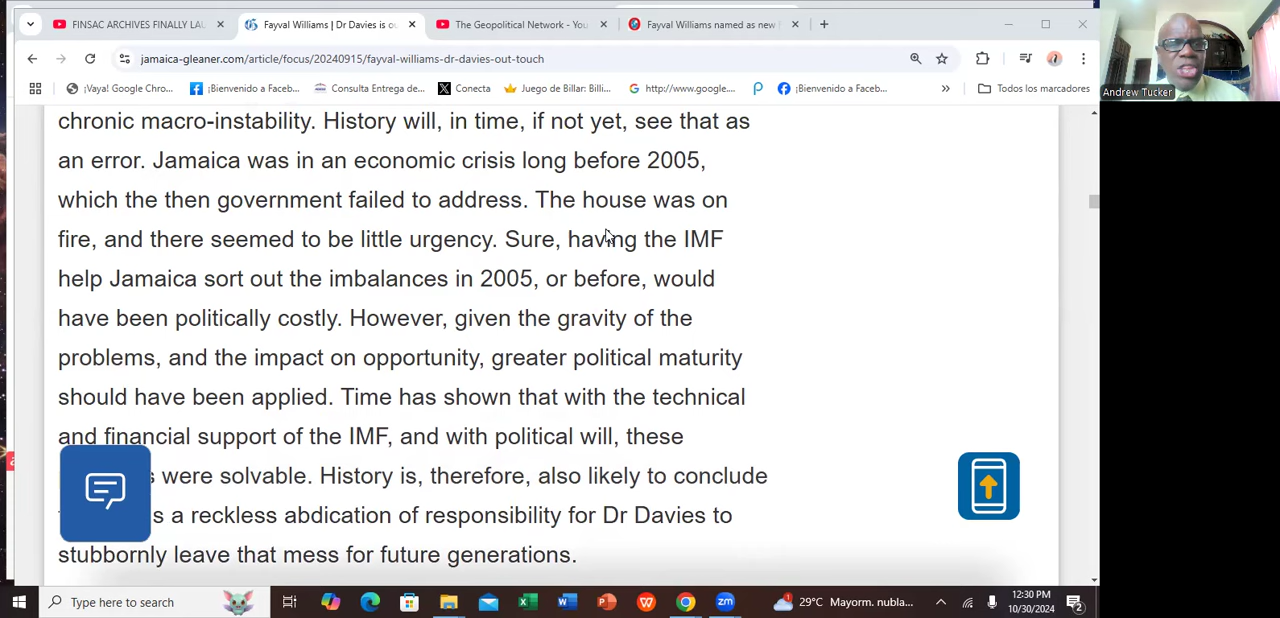 FINSAC ARCHIVES FINALLY LAU
Fayval Williams | Dr Davies is ou
The Geopolitical Network - You
Fayval Williams named as new
jamaica-gleaner.com/article/focus/20240915/fayval-williams-dr-davies-out-touch
¡Vaya! Google Chro...
¡Bienvenido a Faceb...
Consulta Entrega de...
Conecta
Juego de Billar: Billi...
http://www.google....
¡Bienvenido a Faceb...
»
Todos los marcadores
Andrew Tucker
chronic macro-instability. History will, in time, if not yet, see that as
an error. Jamaica was in an economic crisis long before 2005,
which the then government failed to address. The house was on
fire, and there seemed to be little urgency. Sure, having the IMF
help Jamaica sort out the imbalances in 2005, or before, would
have been politically costly. However, given the gravity of the
problems, and the impact on opportunity, greater political maturity
should have been applied. Time has shown that with the technical
and financial support of the IMF, and with political will, these
were solvable. History is, therefore, also likely to conclude
a reckless abdication of responsibility for Dr Davies to
stubbornly leave that mess for future generations.
Type here to search
29°C Mayorm. nubla...
12:30 PM
10/30/2024
2